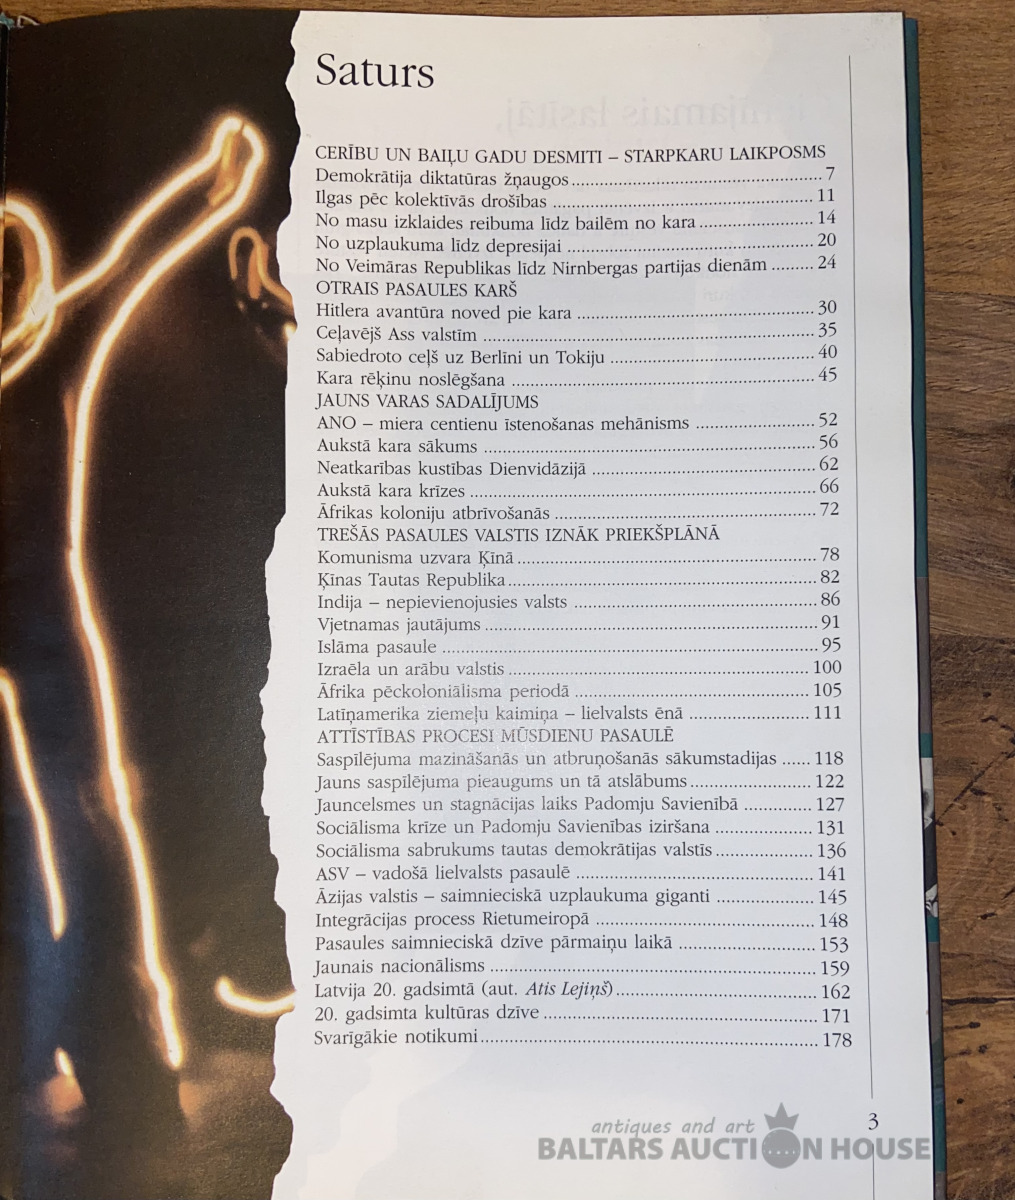 Saturs
CERĪBU UN BAIĻU GADU DESMITI – STARPKARU LAIKPOSMS
Demokrātija diktatūras žņaugos 7
Ilgas pēc kolektīvās drošības 11
No masu izklaides reibuma līdz bailēm no kara 14
No uzplaukuma līdz depresijai 20
No Veimāras Republikas līdz Nirnbergas partijas dienām 24
OTRAIS PASAULES KARŠ
Hitlera avantūra noved pie kara 30
Ceļavējš Ass valstīm 35
Sabiedroto ceļš uz Berlīni un Tokiju 40
Kara rēķinu noslēgšana 45
JAUNS VARAS SADALĪJUMS
ANO – miera centienu īstenošanas mehānisms 52
Aukstā kara sākums 56
Neatkarības kustības Dienvidāzijā 62
Aukstā kara krīzes 66
Āfrikas koloniju atbrīvošanās 72
TREŠĀS PASAULES VALSTIS IZNĀK PRIEKŠPLĀNĀ
Komunisma uzvara Ķīnā 78
Ķīnas Tautas Republika 82
Indija – nepievienojusies valsts 86
Vjetnamas jautājums 91
Islāma pasaule 95
Izraēla un arābu valstis 100
Āfrika pēckoloniālisma periodā 105
Latīņamerika ziemeļu kaimiņa – lielvalsts ēnā 111
ATTĪSTĪBAS PROCESI MŪSDIENU PASAULĒ
Saspīlējuma mazināšanās un atbruņošanās sākumstadijas 118
Jauns saspīlējuma pieaugums un tā atslābums 122
Jauncelsmes un stagnācijas laiks Padomju Savienībā 127
Sociālisma krīze un Padomju Savienības iziršana 131
Sociālisma sabrukums tautas demokrātijas valstīs 136
ASV – vadošā lielvalsts pasaulē 141
Āzijas valstis – saimnieciskā uzplaukuma giganti 145
Integrācijas process Rietumeiropā 148
Pasaules saimnieciskā dzīve pārmaiņu laikā 153
Jaunais nacionālisms 159
Latvija 20. gadsimtā (aut. Atis Lejiņš) 162
20. gadsimta kultūras dzīve 171
Svarīgākie notikumi 178
3
antiques and art
BALTARS AUCTION HOUSE